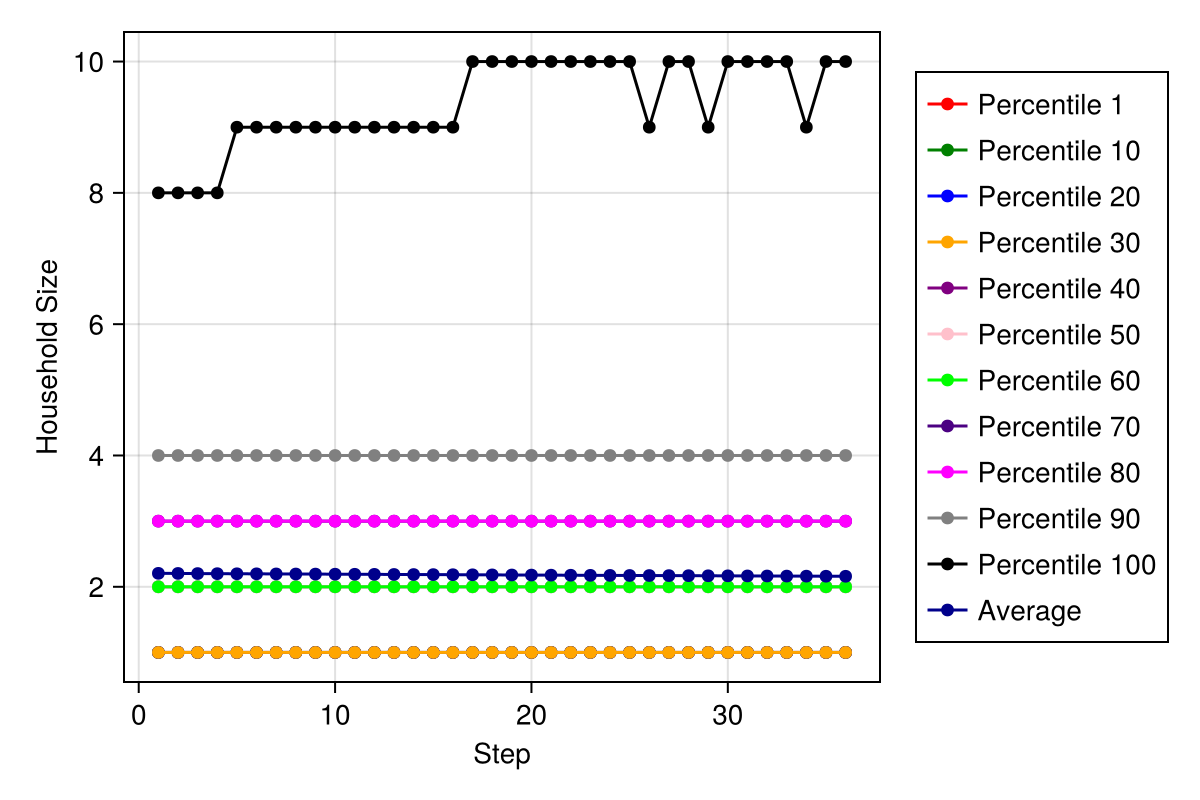 10
8
6
4
2
Household Size
0
10
20
30
Step
Percentile 1
Percentile 10
Percentile 20
Percentile 30
Percentile 40
Percentile 50
Percentile 60
Percentile 70
Percentile 80
Percentile 90
Percentile 100
Average